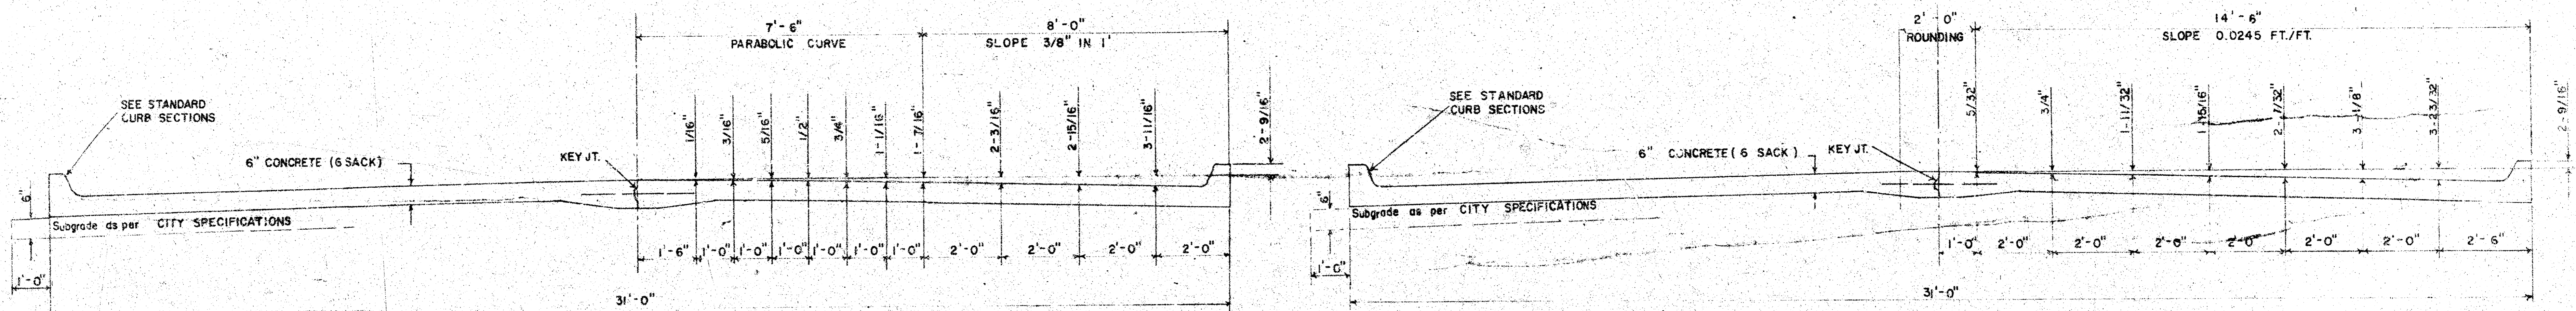 7'-6"
PARABOLIC CURVE
8'-0"
SLOPE 3/8" IN 1'
SEE STANDARD
CURB SECTIONS
6" CONCRETE (6 SACK)
KEY JT.
1/16"
3/16"
5/16"
1/2"
3/4"
1-1/16"
1-7/16"
2-3/16"
2-15/16"
3-11/16"
2-9/16"
6"
Subgrade as per CITY SPECIFICATIONS
1'-6" 1'-0" 1'-0" 1'-0" 1'-0" 1'-0" 1'-0" 2'-0" 2'-0" 2'-0" 2'-0"
1'-0"
31'-0"
2'-0"
ROUNDING
14'-6"
SLOPE 0.0245 FT./FT.
SEE STANDARD
CURB SECTIONS
6" CONCRETE (6 SACK)
KEY JT.
5/32"
3/4"
1-11/32"
1-15/16"
3-1/8"
3-23/32"
2-9/16"
6"
Subgrade as per CITY SPECIFICATIONS
1'-0" 2'-0" 2'-0" 2'-0" 2'-0" 2'-0" 2'-0" 2'-6"
1'-0"
31'-0"